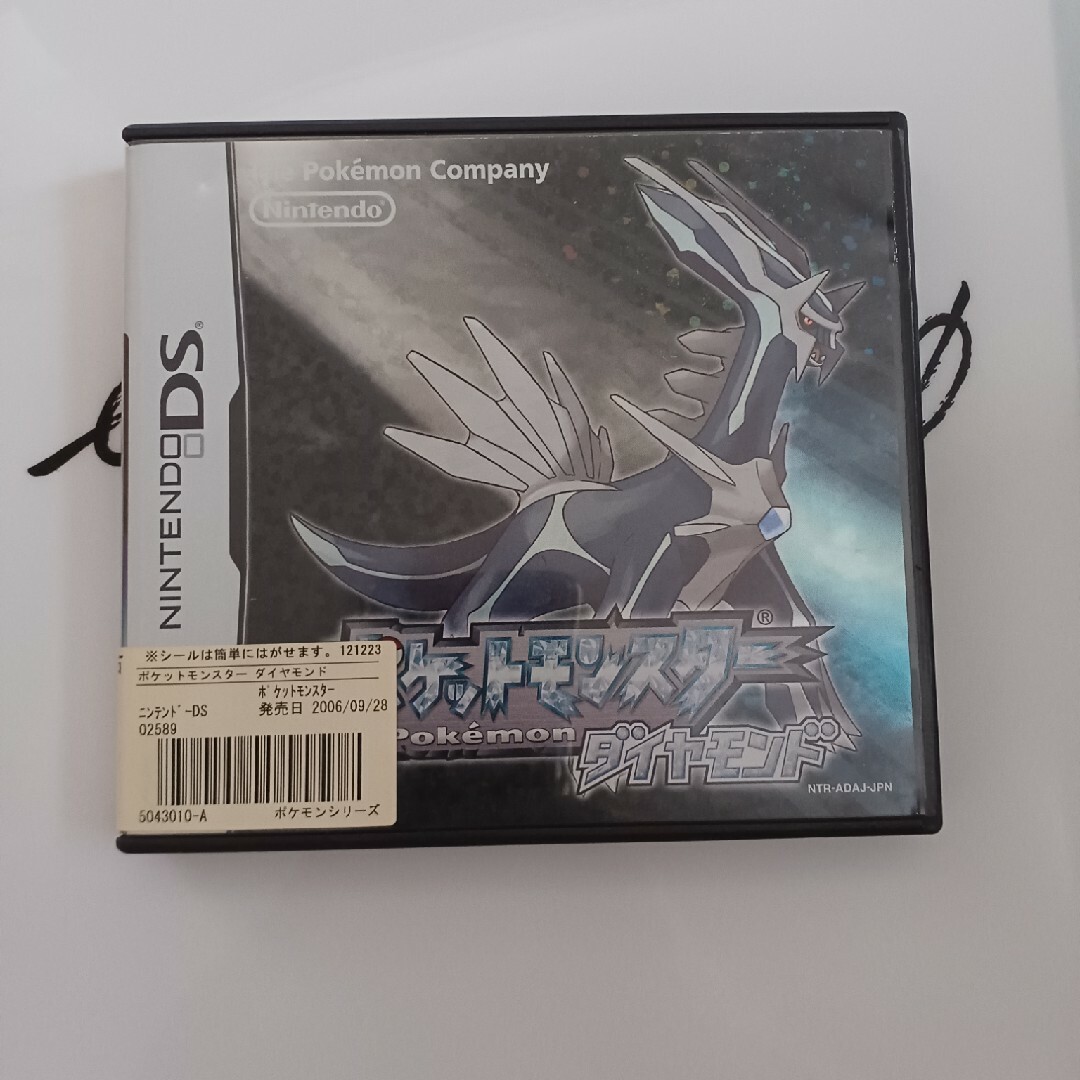 Pokémon Company
Nintendo
NINTENDO DS®
ポケットモンスター®
Pokémon
ダイヤモンド
NTR-ADAJ-JPN
※シールは簡単にはがせます。121223
ポケットモンスター ダイヤモンド
ポケットモンスター
ニンテンドーDS 発売日 2006/09/28
02589
5043010-A ポケモンシリーズ